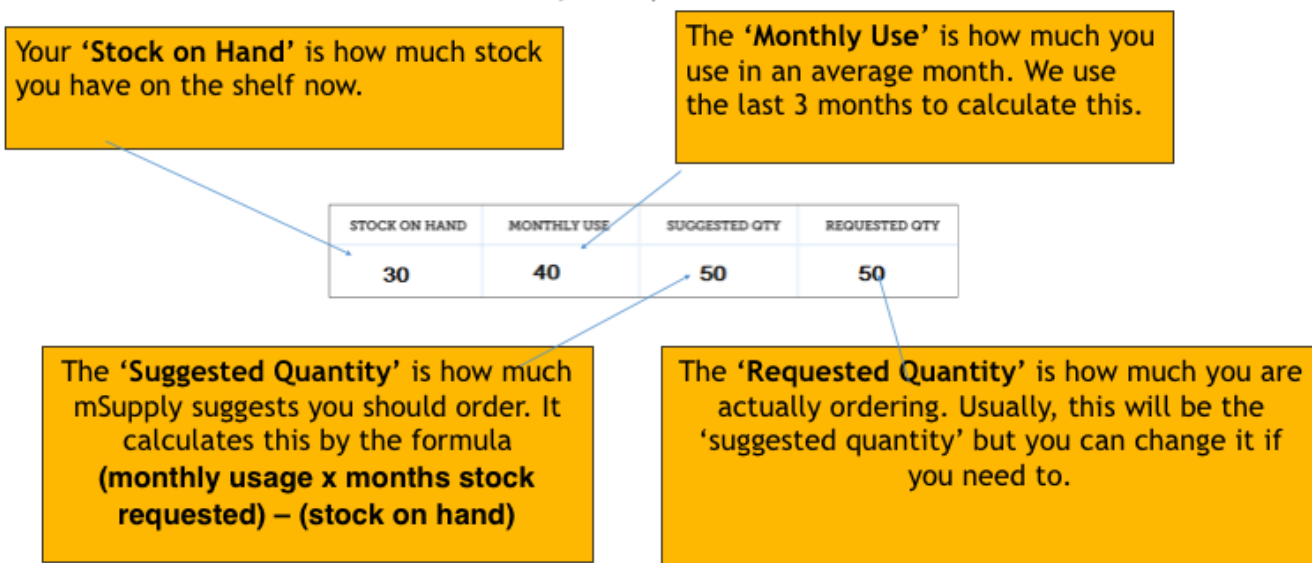 Your ‘Stock on Hand’ is how much stock
you have on the shelf now.
The ‘Monthly Use’ is how much you
use in an average month. We use
the last 3 months to calculate this.
STOCK ON HAND MONTHLY USE SUGGESTED QTY REQUESTED QTY
30 40 50 50
The ‘Suggested Quantity’ is how much
mSupply suggests you should order. It
calculates this by the formula
(monthly usage x months stock
requested) – (stock on hand)
The ‘Requested Quantity’ is how much you are
actually ordering. Usually, this will be the
‘suggested quantity’ but you can change it if
you need to.